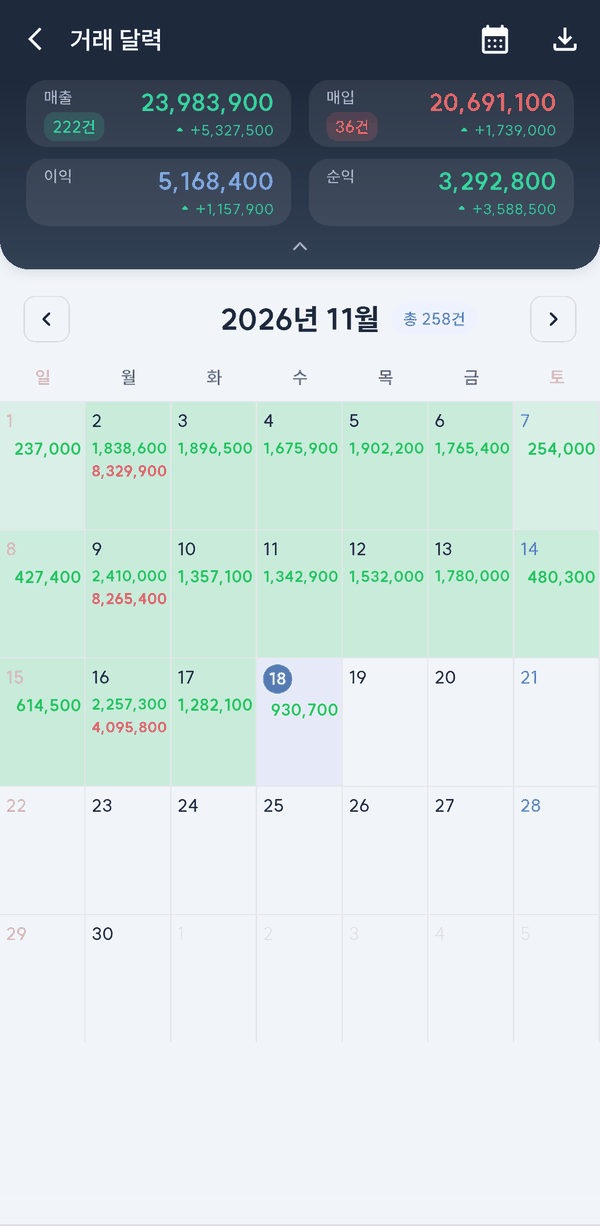 거래 달력
매출 23,983,900 매입 20,691,100
222건 +5,327,500 36건 +1,739,000
이익 5,168,400 순익 3,292,800
+1,157,900 +3,588,500
2026년 11월 총 258건
일 월 화 수 목 금 토
1 2 3 4 5 6 7
237,000 1,838,600 1,896,500 1,675,900 1,902,200 1,765,400 254,000
8,329,900
8 9 10 11 12 13 14
427,400 2,410,000 1,357,100 1,342,900 1,532,000 1,780,000 480,300
8,265,400
15 16 17 18 19 20 21
614,500 2,257,300 1,282,100 930,700
4,095,800
22 23 24 25 26 27 28
29 30 1 2 3 4 5